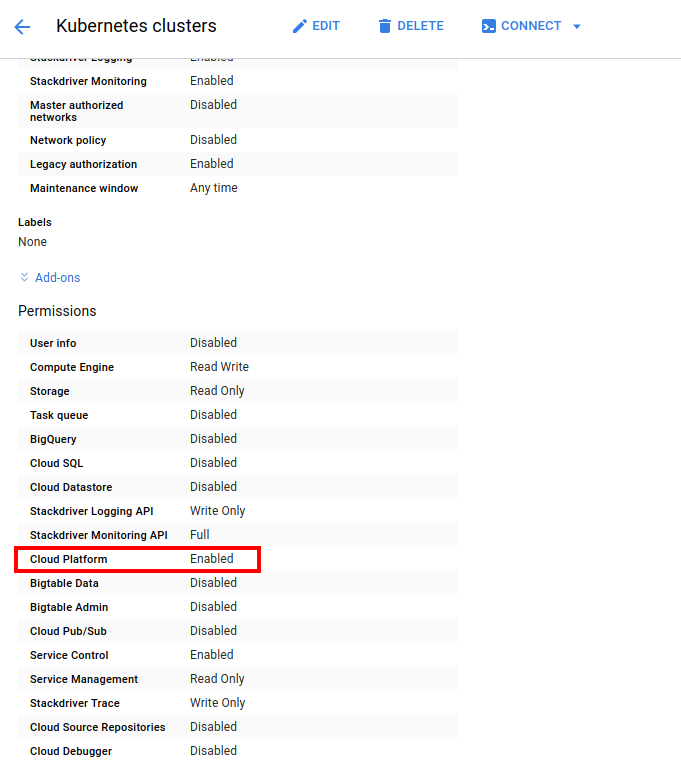 Kubernetes clusters EDIT DELETE CONNECT
Stackdriver Logging Enabled
Stackdriver Monitoring Enabled
Master authorized Disabled
networks
Network policy Disabled
Legacy authorization Enabled
Maintenance window Any time
Labels
None
Add-ons
Permissions
User info Disabled
Compute Engine Read Write
Storage Read Only
Task queue Disabled
BigQuery Disabled
Cloud SQL Disabled
Cloud Datastore Disabled
Stackdriver Logging API Write Only
Stackdriver Monitoring API Full
Cloud Platform Enabled
Bigtable Data Disabled
Bigtable Admin Disabled
Cloud Pub/Sub Disabled
Service Control Enabled
Service Management Read Only
Stackdriver Trace Write Only
Cloud Source Repositories Disabled
Cloud Debugger Disabled